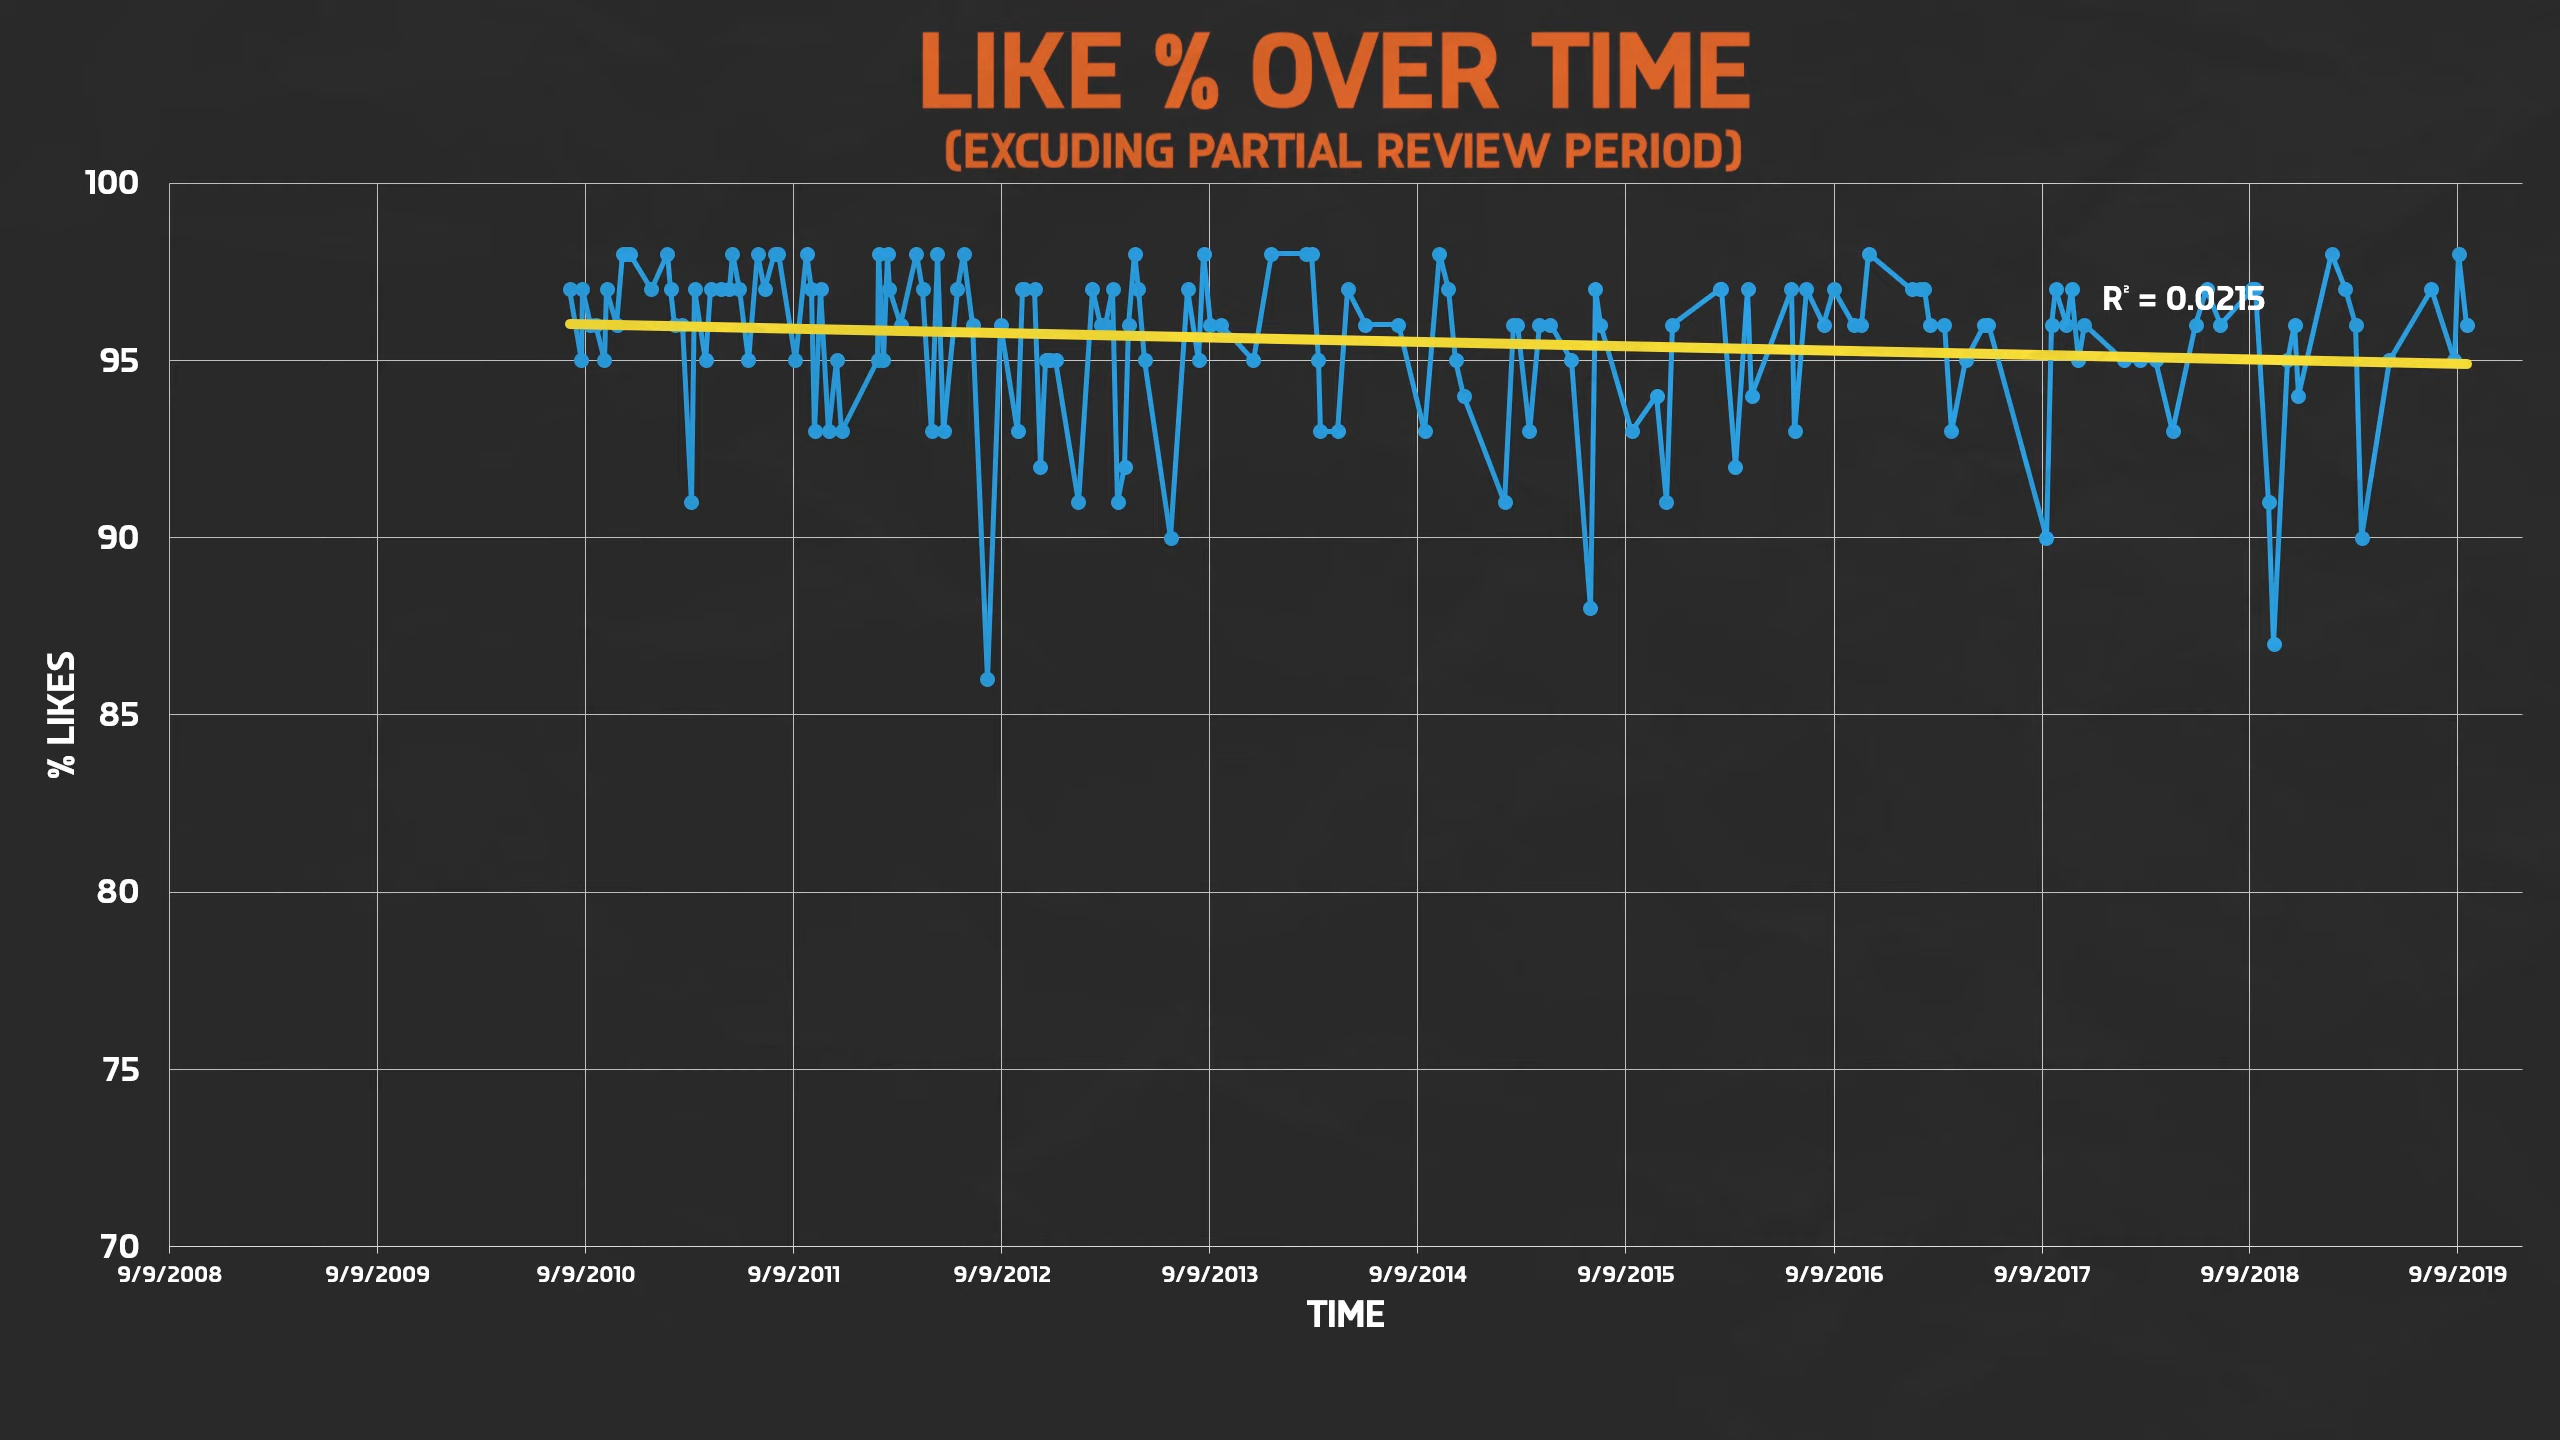 LIKE % OVER TIME
(EXCUDING PARTIAL REVIEW PERIOD)
100
95
90
85
80
75
70
% LIKES
R² = 0.0215
9/9/2008 9/9/2009 9/9/2010 9/9/2011 9/9/2012 9/9/2013 9/9/2014 9/9/2015 9/9/2016 9/9/2017 9/9/2018 9/9/2019
TIME